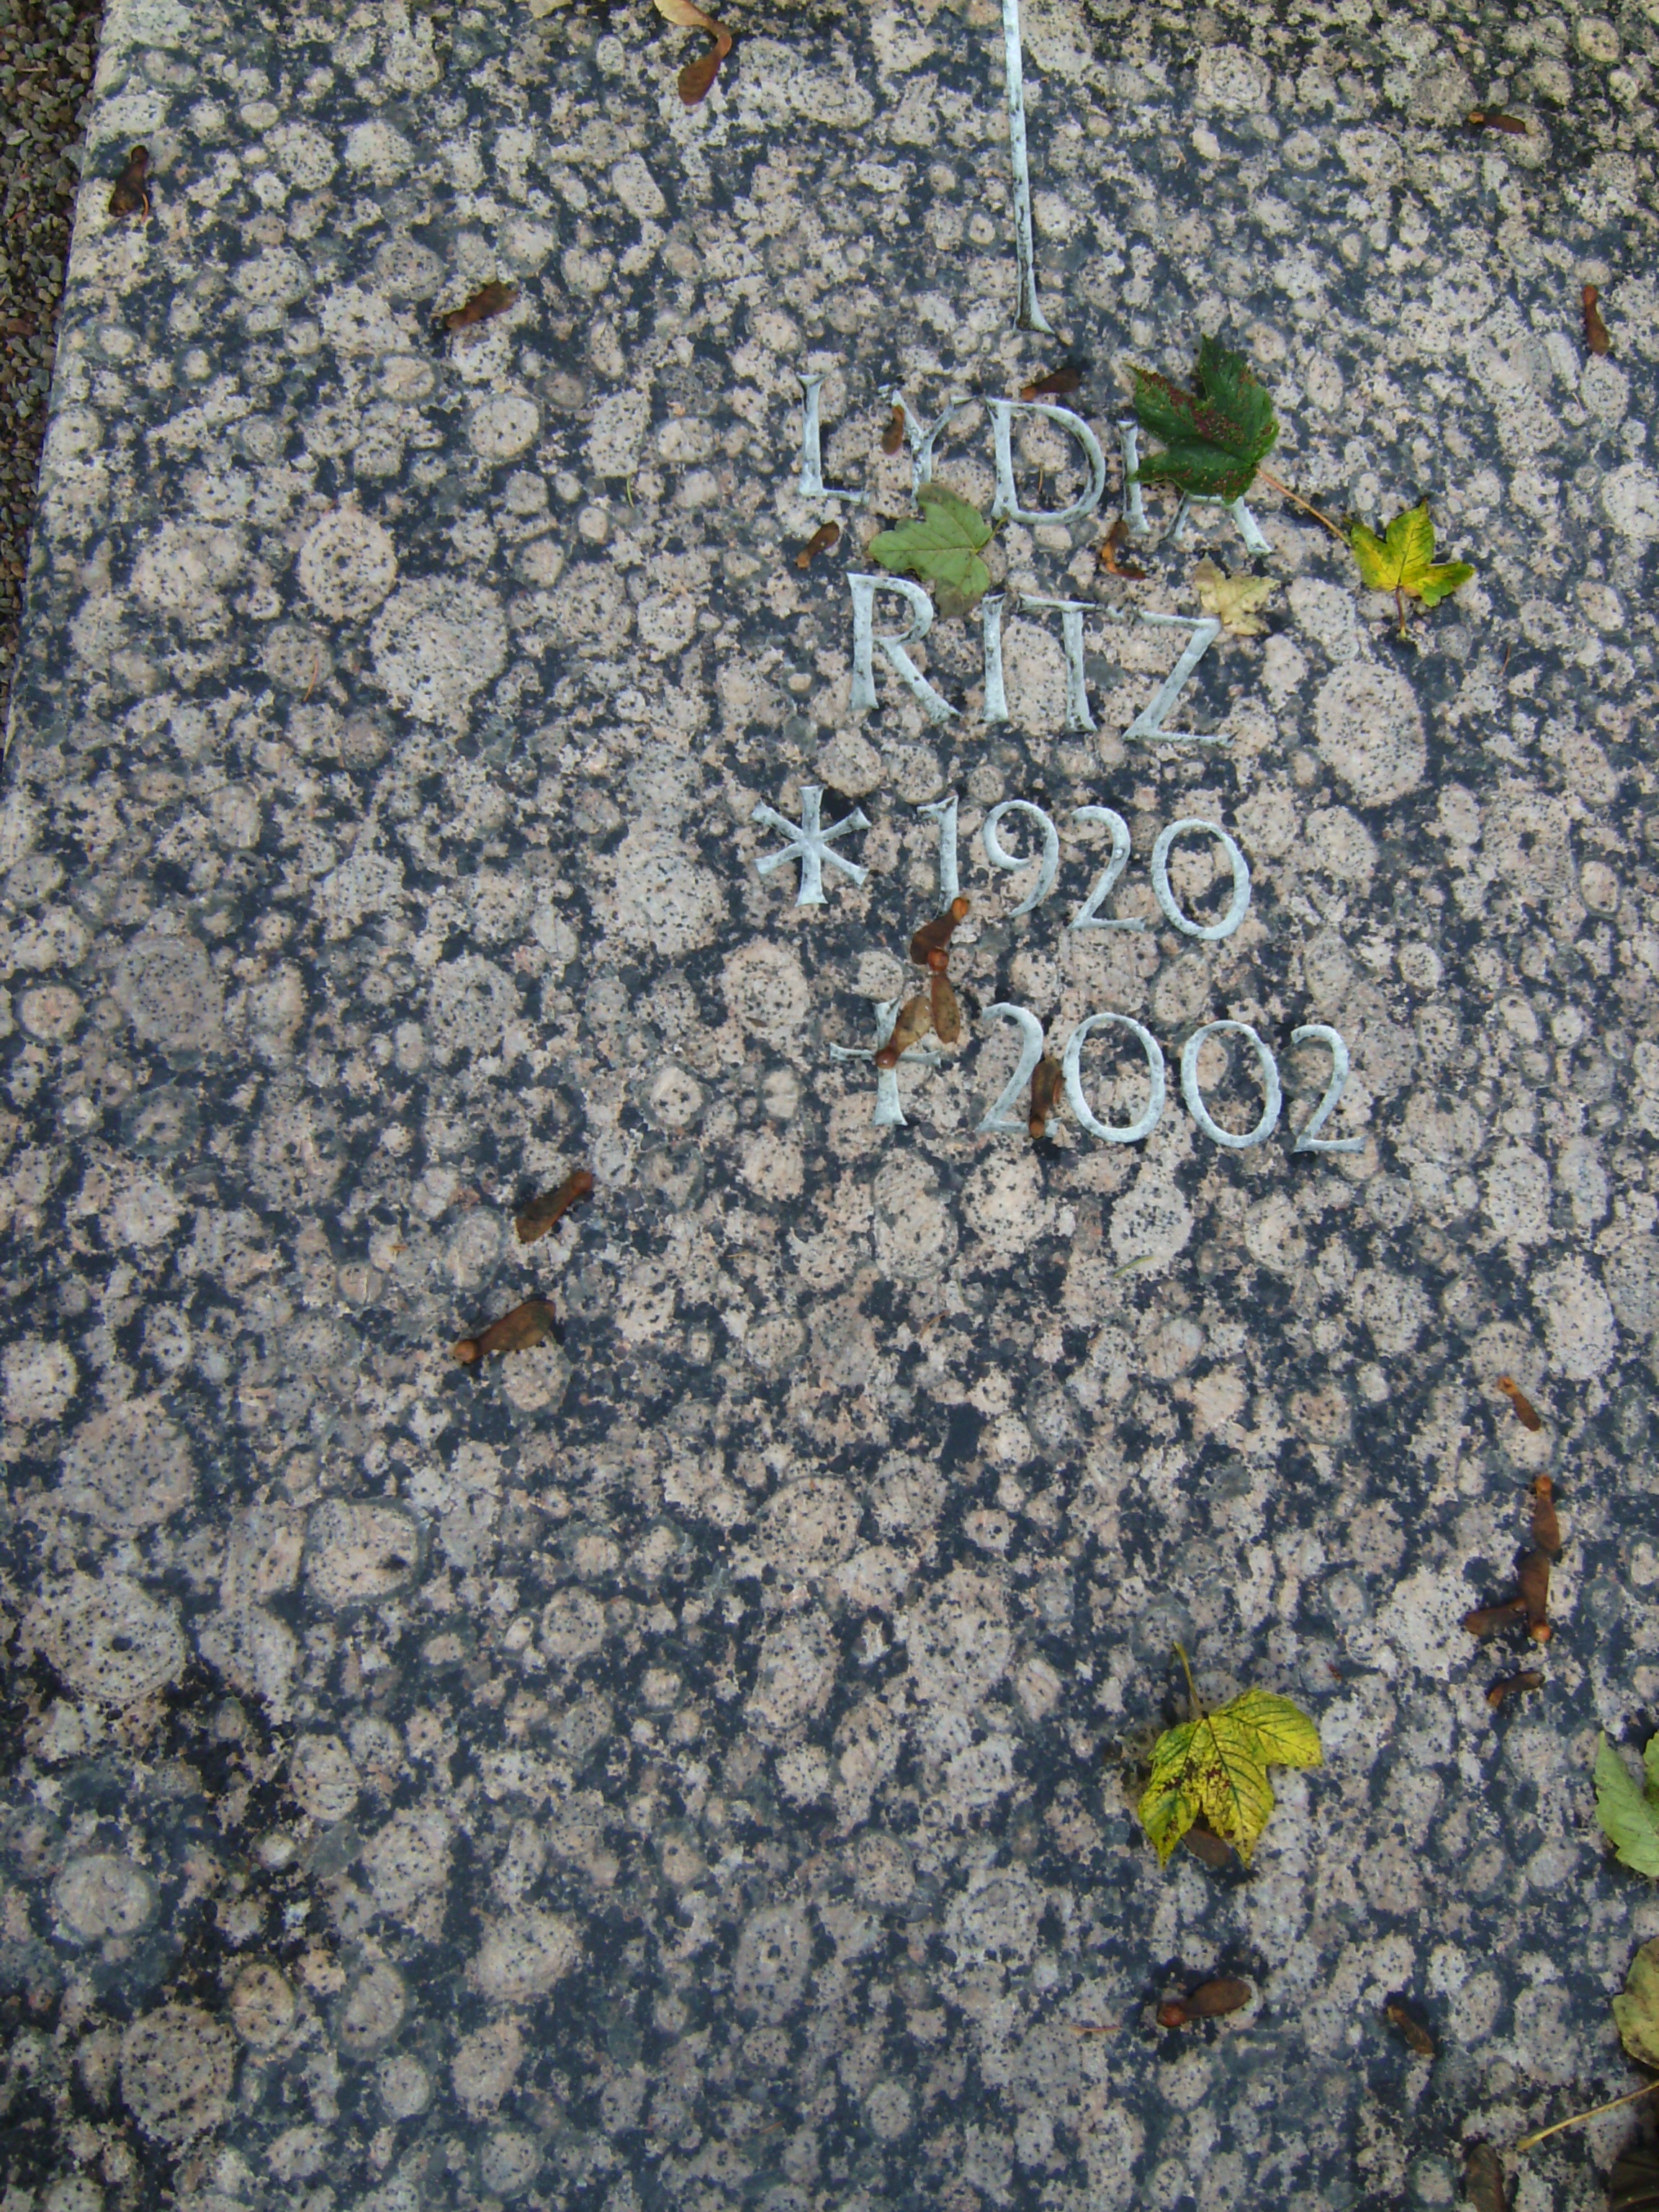 LYDIA
RITZ
* 1920
† 2002